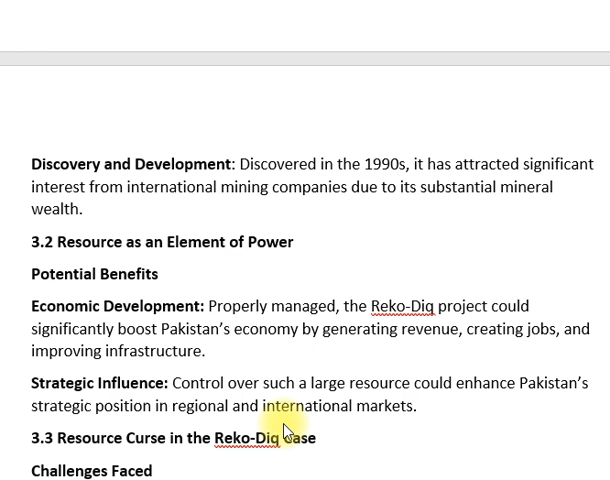 Discovery and Development: Discovered in the 1990s, it has attracted significant
interest from international mining companies due to its substantial mineral
wealth.
3.2 Resource as an Element of Power
Potential Benefits
Economic Development: Properly managed, the Reko-Diq project could
significantly boost Pakistan’s economy by generating revenue, creating jobs, and
improving infrastructure.
Strategic Influence: Control over such a large resource could enhance Pakistan’s
strategic position in regional and international markets.
3.3 Resource Curse in the Reko-Diq Case
Challenges Faced